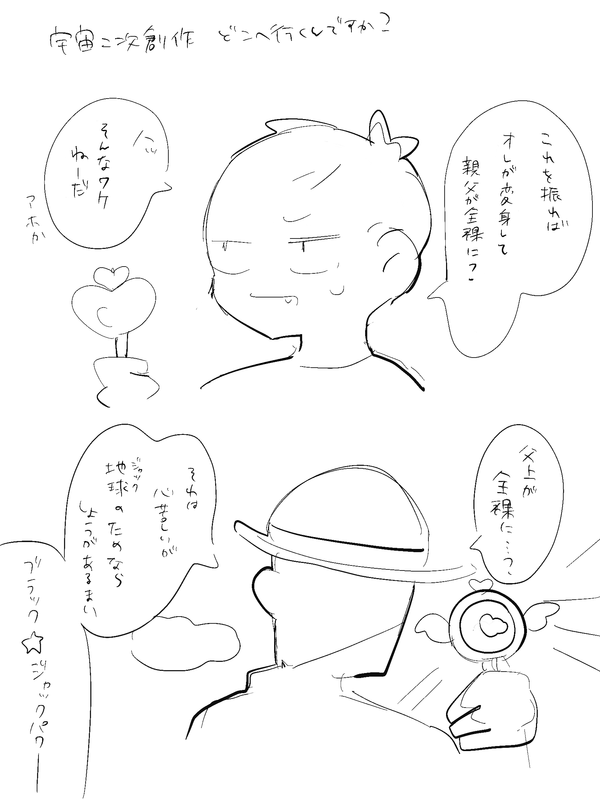 宇宙二次創作 どこへ行くんですか?
これを振れば
オレが変身して
親父が全裸に?
そんなワケ
ねーだ
アホか
父上が
全裸に…?
それは
心苦しいが
地球のためなら
ジャック
しょうがあるまい
ブラック☆ジャックパワー